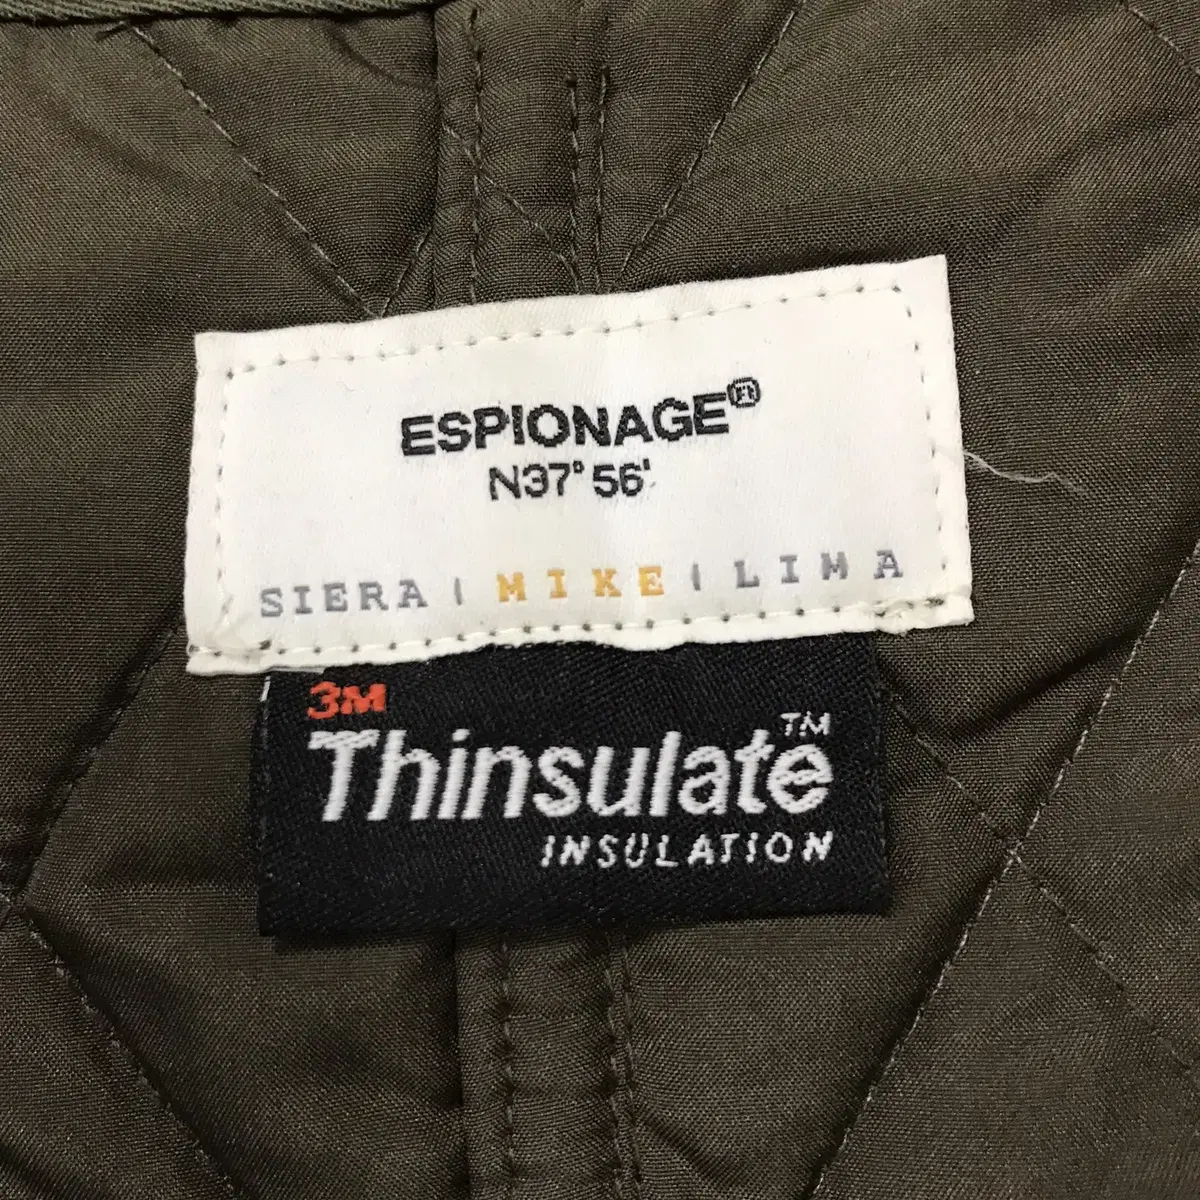 ESPIONAGE®
N37° 56'
SIERA | MIKE | LIMA
3M
Thinsulate™
INSULATION